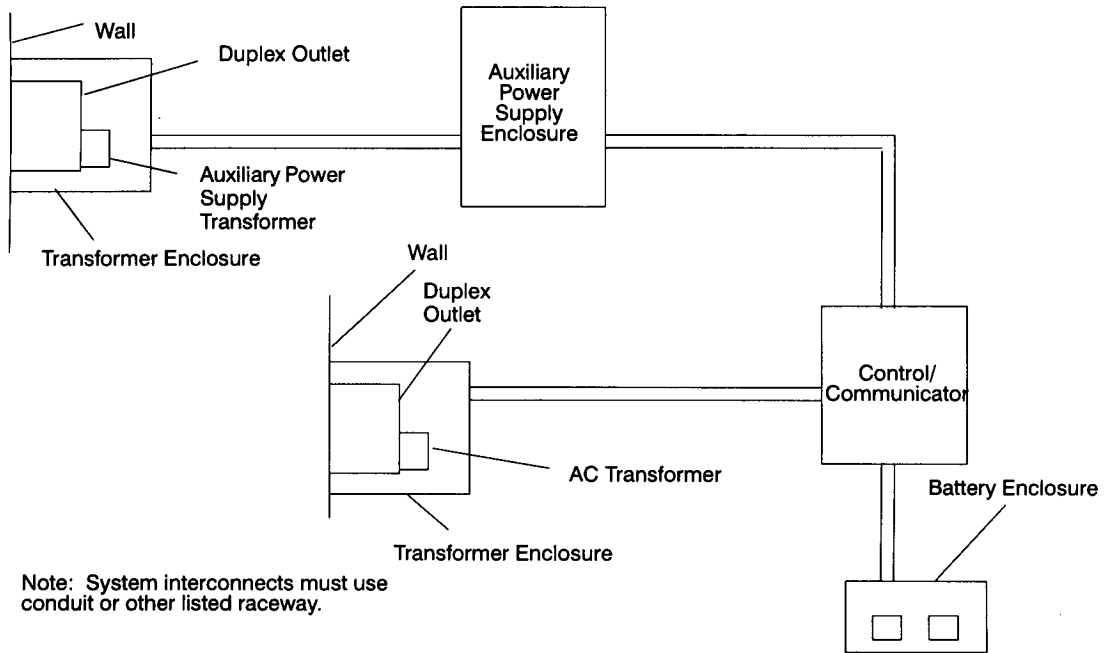 Wall
Duplex Outlet
Auxiliary
Power
Supply
Enclosure
Auxiliary Power
Supply
Transformer
Transformer Enclosure
Wall
Duplex
Outlet
Control/
Communicator
AC Transformer
Battery Enclosure
Transformer Enclosure
Note: System interconnects must use
conduit or other listed raceway.